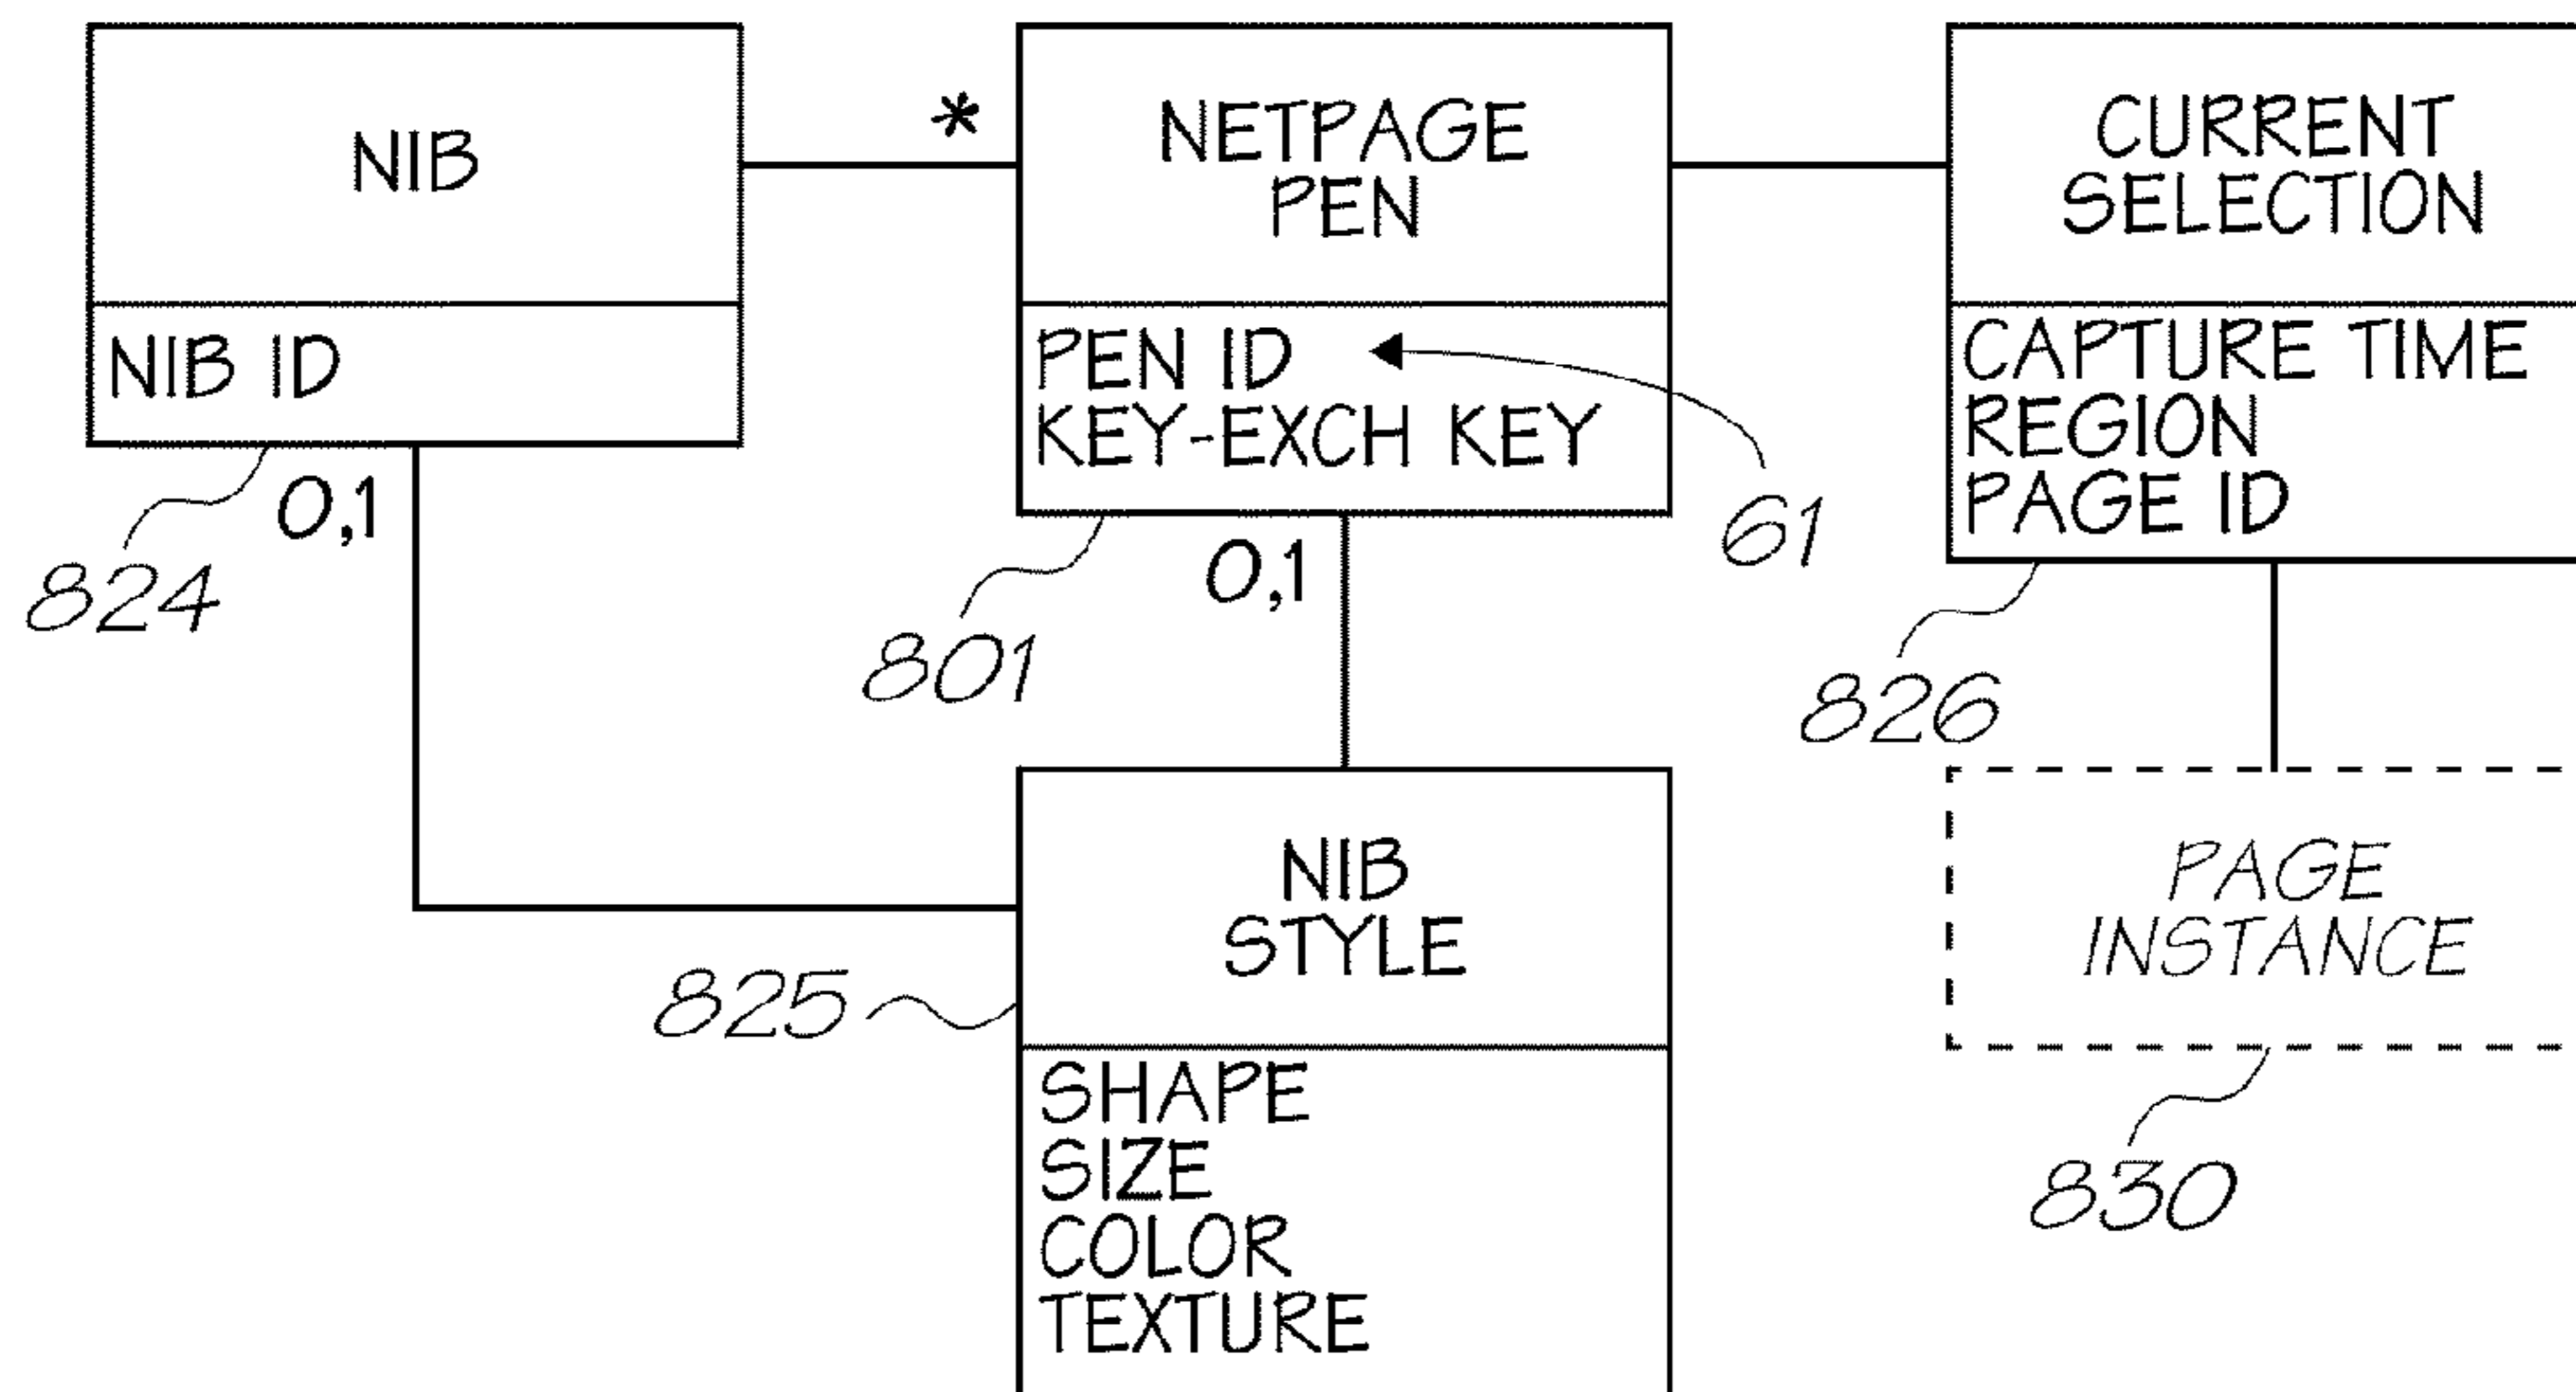 NIB
*
NETPAGE
PEN
CURRENT
SELECTION
NIB ID
PEN ID
KEY-EXCH KEY
CAPTURE TIME
REGION
PAGE ID
0,1
824
0,1
801
61
826
NIB
STYLE
825
PAGE
INSTANCE
830
SHAPE
SIZE
COLOR
TEXTURE